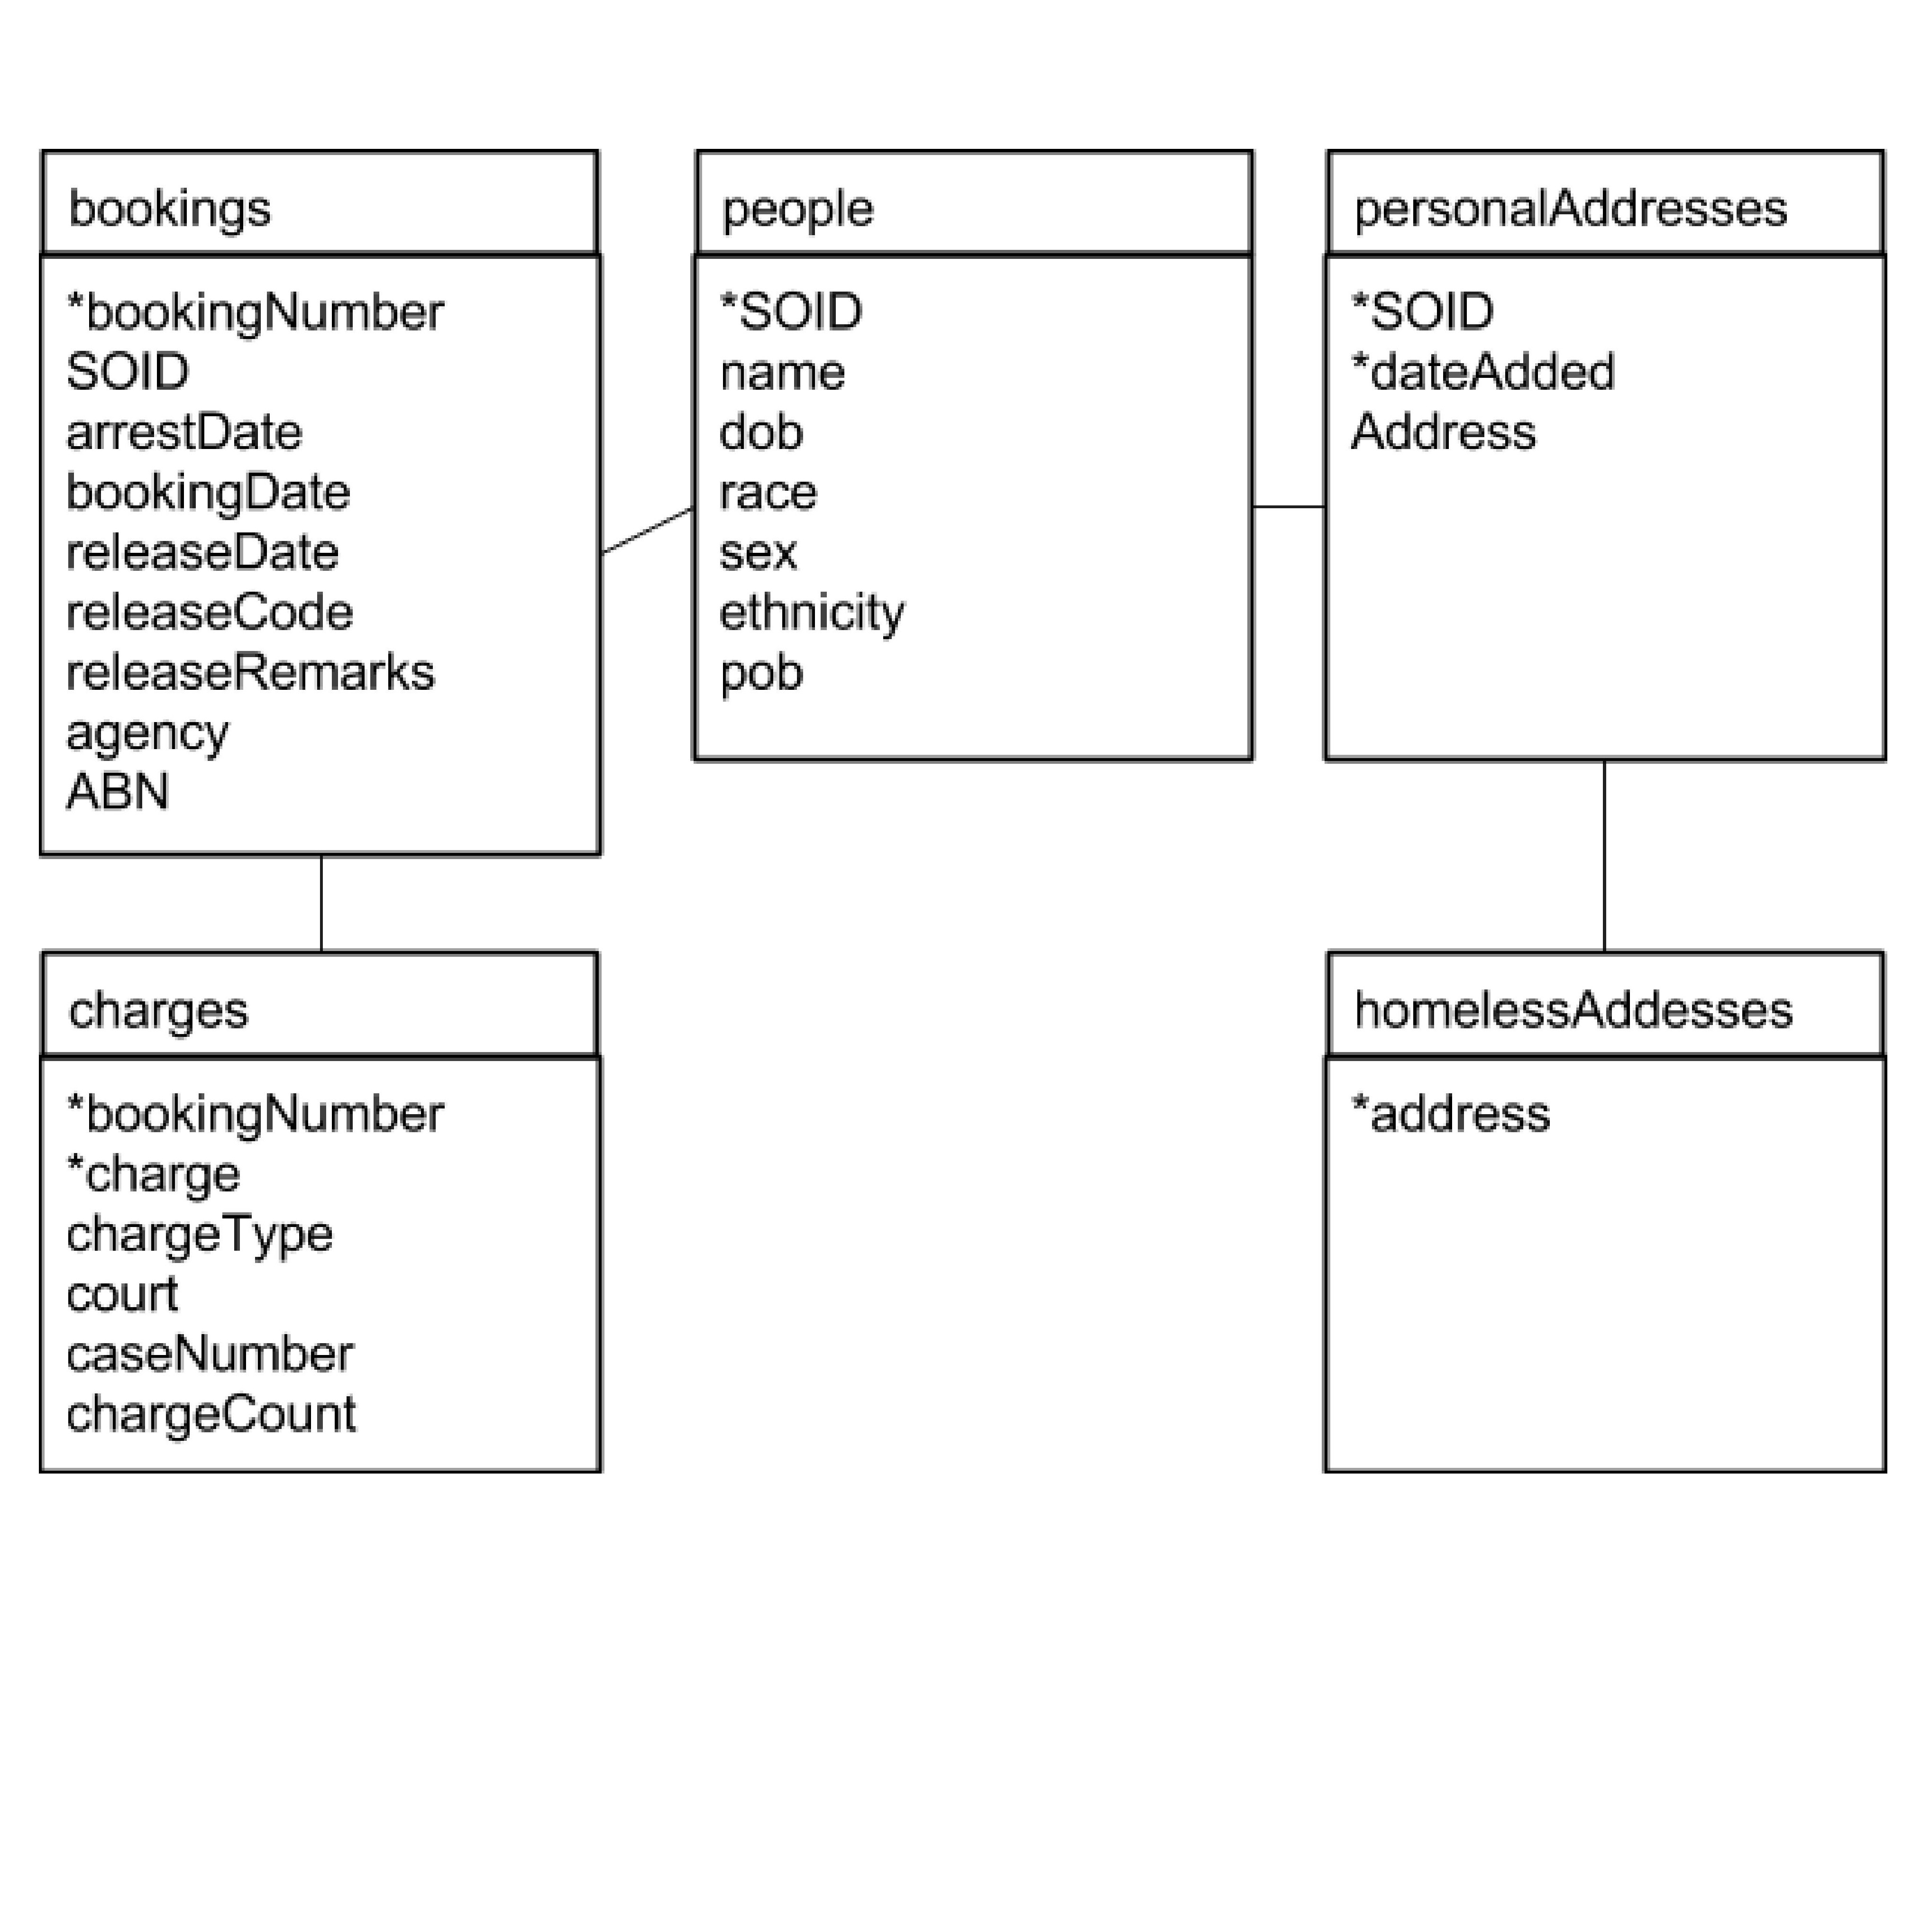 bookings
*bookingNumber
SOID
arrestDate
bookingDate
releaseDate
releaseCode
releaseRemarks
agency
ABN
people
*SOID
name
dob
race
sex
ethnicity
pob
personalAddresses
*SOID
*dateAdded
Address
charges
*bookingNumber
*charge
chargeType
court
caseNumber
chargeCount
homelessAddesses
*address